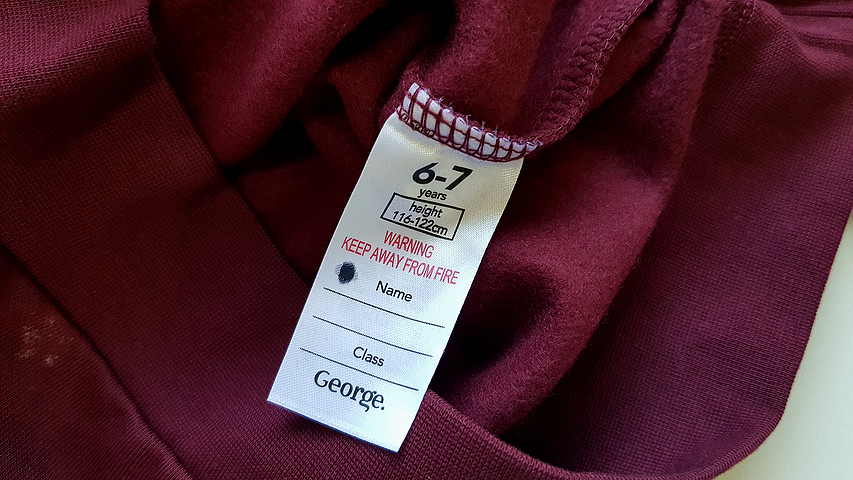 6-7
years
height
116-122cm
WARNING
KEEP AWAY FROM FIRE
Name
Class
George.